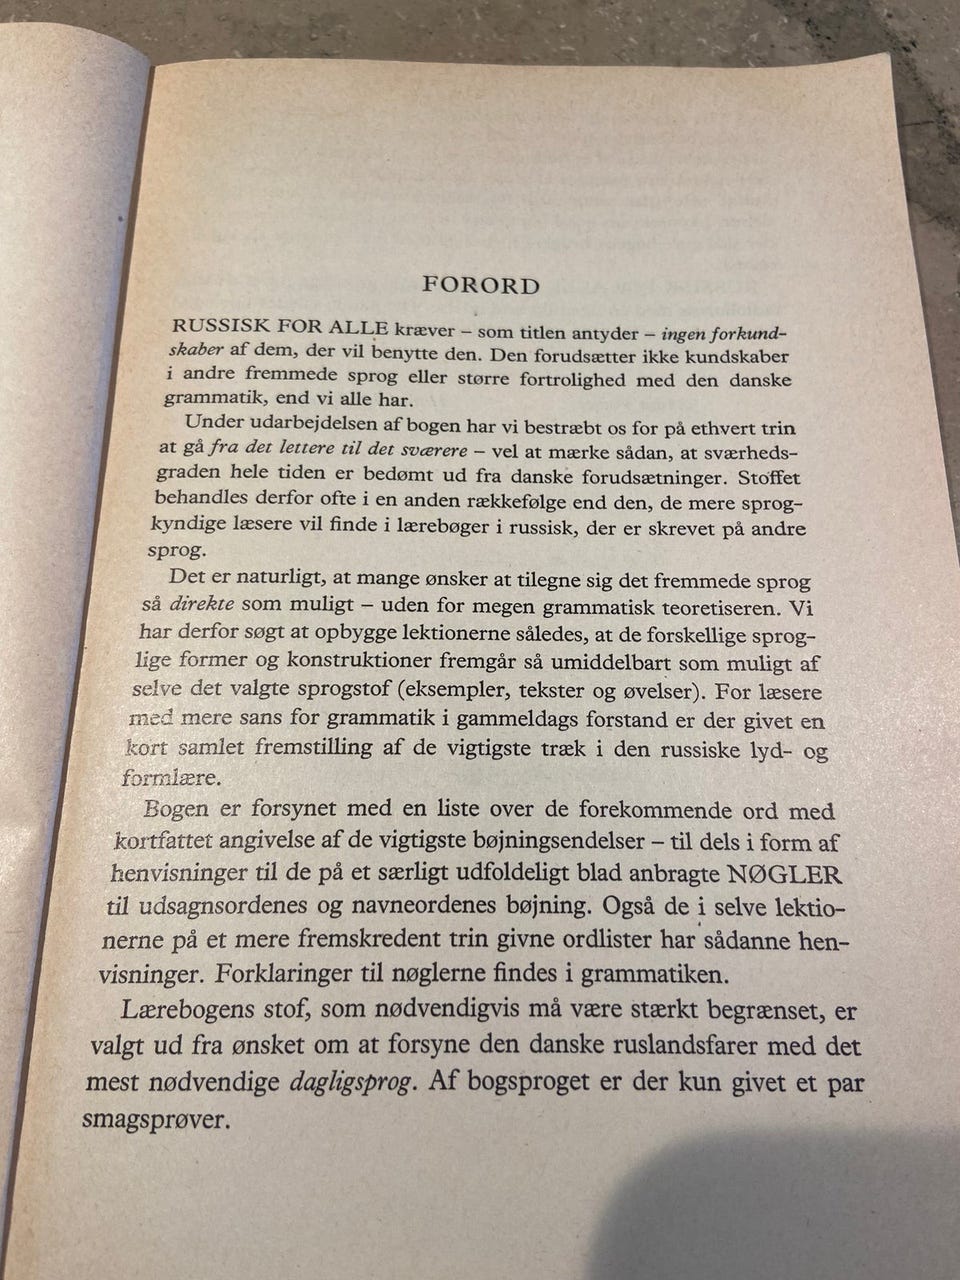 FORORD
RUSSISK FOR ALLE kræver – som titlen antyder – ingen forkund-
skaber af dem, der vil benytte den. Den forudsætter ikke kundskaber
i andre fremmede sprog eller større fortrolighed med den danske
grammatik, end vi alle har.
Under udarbejdelsen af bogen har vi bestræbt os for på ethvert trin
at gå fra det lettere til det sværere – vel at mærke sådan, at sværheds-
graden hele tiden er bedømt ud fra danske forudsætninger. Stoffet
behandles derfor ofte i en anden rækkefølge end den, de mere sprog-
kyndige læsere vil finde i lærebøger i russisk, der er skrevet på andre
sprog.
Det er naturligt, at mange ønsker at tilegne sig det fremmede sprog
så direkte som muligt – uden for megen grammatisk teoretiseren. Vi
har derfor søgt at opbygge lektionerne således, at de forskellige sprog-
lige former og konstruktioner fremgår så umiddelbart som muligt af
selve det valgte sprogstof (eksempler, tekster og øvelser). For læsere
med mere sans for grammatik i gammeldags forstand er der givet en
kort samlet fremstilling af de vigtigste træk i den russiske lyd- og
formlære.
Bogen er forsynet med en liste over de forekommende ord med
kortfattet angivelse af de vigtigste bøjningsendelser – til dels i form af
henvisninger til de på et særligt udfoldeligt blad anbragte NØGLER
til udsagnsordenes og navneordenes bøjning. Også de i selve lektio-
nerne på et mere fremskredent trin givne ordlister har sådanne hen-
visninger. Forklaringer til nøglerne findes i grammatiken.
Lærebogens stof, som nødvendigvis må være stærkt begrænset, er
valgt ud fra ønsket om at forsyne den danske ruslandsfarer med det
mest nødvendige dagligsprog. Af bogsproget er der kun givet et par
smagsprøver.